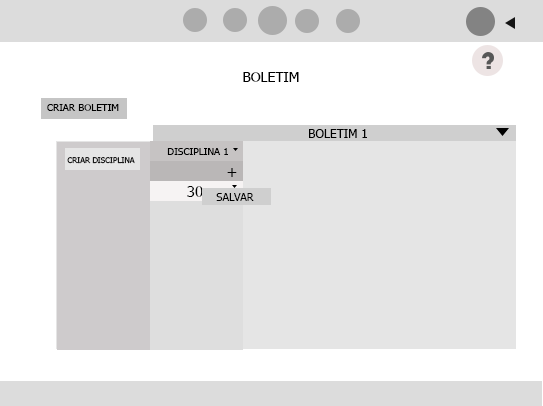 ?
BOLETIM
CRIAR BOLETIM
BOLETIM 1
CRIAR DISCIPLINA
DISCIPLINA 1
+
30
SALVAR